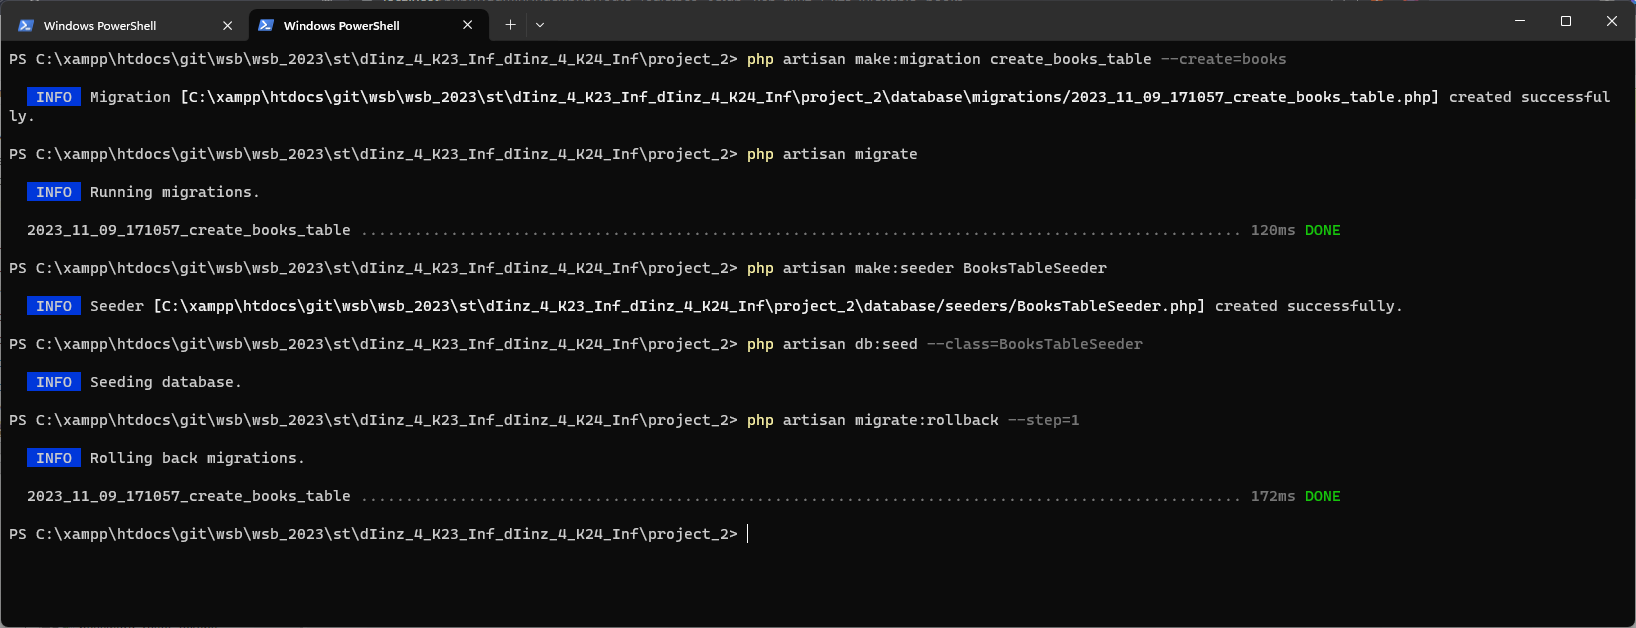 Windows PowerShell
Windows PowerShell
PS C:\xampp\htdocs\git\wsb\wsb_2023\st\dIinz_4_K23_Inf_dIinz_4_K24_Inf\project_2> php artisan make:migration create_books_table --create=books
INFO Migration [C:\xampp\htdocs\git\wsb\wsb_2023\st\dIinz_4_K23_Inf_dIinz_4_K24_Inf\project_2\database\migrations/2023_11_09_171057_create_books_table.php] created successful
ly.
PS C:\xampp\htdocs\git\wsb\wsb_2023\st\dIinz_4_K23_Inf_dIinz_4_K24_Inf\project_2> php artisan migrate
INFO Running migrations.
2023_11_09_171057_create_books_table .................................................................................................. 120ms DONE
PS C:\xampp\htdocs\git\wsb\wsb_2023\st\dIinz_4_K23_Inf_dIinz_4_K24_Inf\project_2> php artisan make:seeder BooksTableSeeder
INFO Seeder [C:\xampp\htdocs\git\wsb\wsb_2023\st\dIinz_4_K23_Inf_dIinz_4_K24_Inf\project_2\database/seeders/BooksTableSeeder.php] created successfully.
PS C:\xampp\htdocs\git\wsb\wsb_2023\st\dIinz_4_K23_Inf_dIinz_4_K24_Inf\project_2> php artisan db:seed --class=BooksTableSeeder
INFO Seeding database.
PS C:\xampp\htdocs\git\wsb\wsb_2023\st\dIinz_4_K23_Inf_dIinz_4_K24_Inf\project_2> php artisan migrate:rollback --step=1
INFO Rolling back migrations.
2023_11_09_171057_create_books_table .................................................................................................. 172ms DONE
PS C:\xampp\htdocs\git\wsb\wsb_2023\st\dIinz_4_K23_Inf_dIinz_4_K24_Inf\project_2>